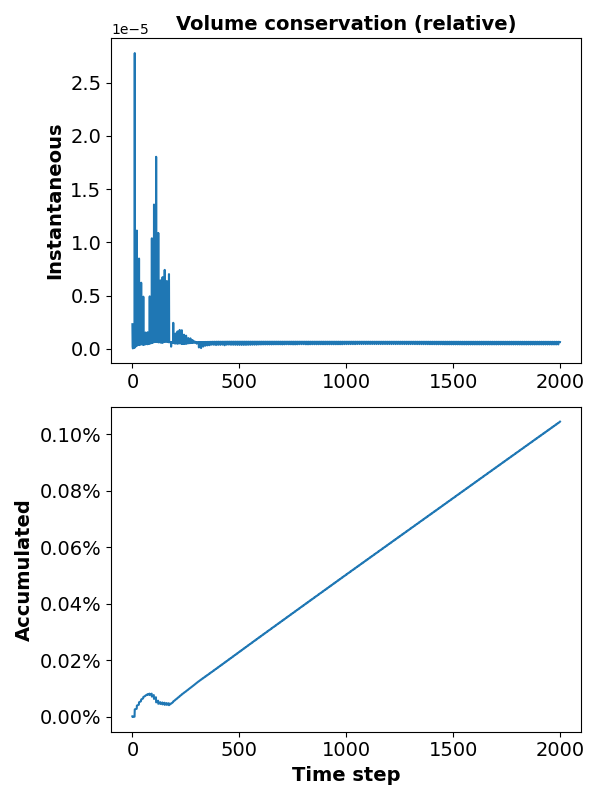 Volume conservation (relative)
1e−5
2.5
2.0
1.5
1.0
0.5
0.0
Instantaneous
0 500 1000 1500 2000
0.10%
0.08%
0.06%
0.04%
0.02%
0.00%
Accumulated
0 500 1000 1500 2000
Time step